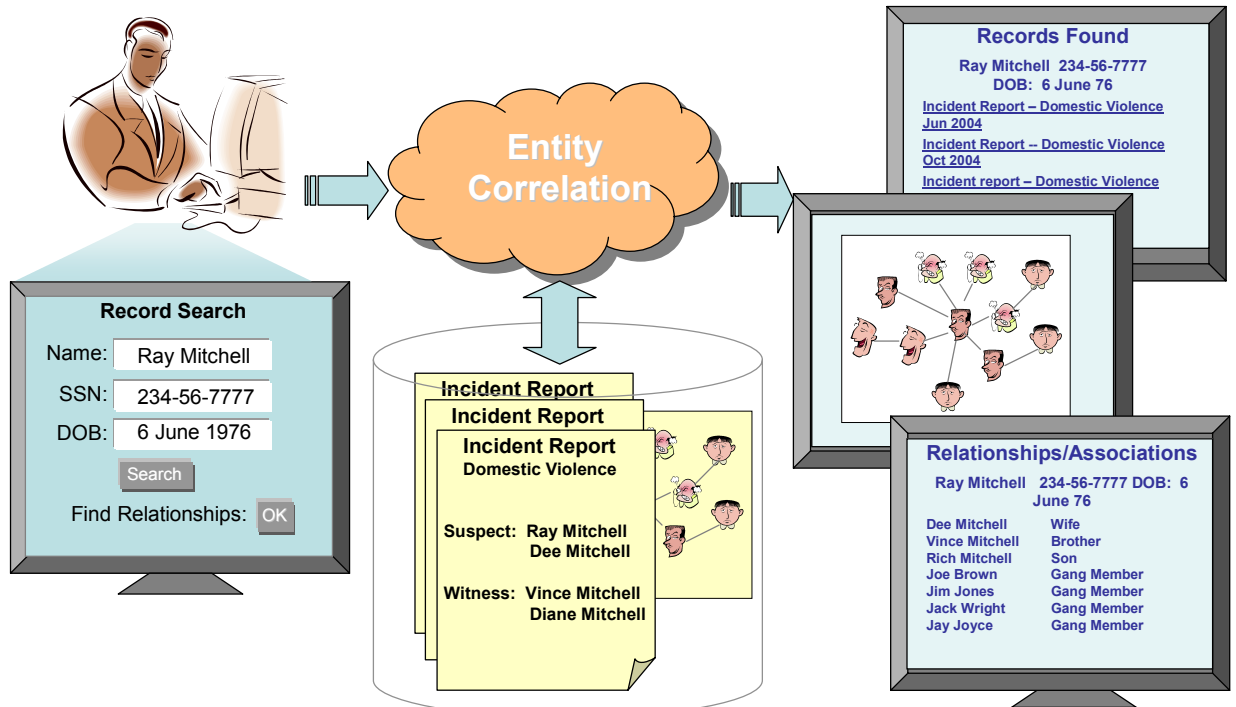 Record Search
Name: Ray Mitchell
SSN: 234-56-7777
DOB: 6 June 1976
Search
Find Relationships: OK
Entity
Correlation
Incident Report
Incident Report
Incident Report
Domestic Violence
Suspect: Ray Mitchell
Dee Mitchell
Witness: Vince Mitchell
Diane Mitchell
Records Found
Ray Mitchell 234-56-7777
DOB: 6 June 76
Incident Report – Domestic Violence
Jun 2004
Incident Report -- Domestic Violence
Oct 2004
Incident report – Domestic Violence
Relationships/Associations
Ray Mitchell 234-56-7777 DOB: 6
June 76
Dee Mitchell Wife
Vince Mitchell Brother
Rich Mitchell Son
Joe Brown Gang Member
Jim Jones Gang Member
Jack Wright Gang Member
Jay Joyce Gang Member